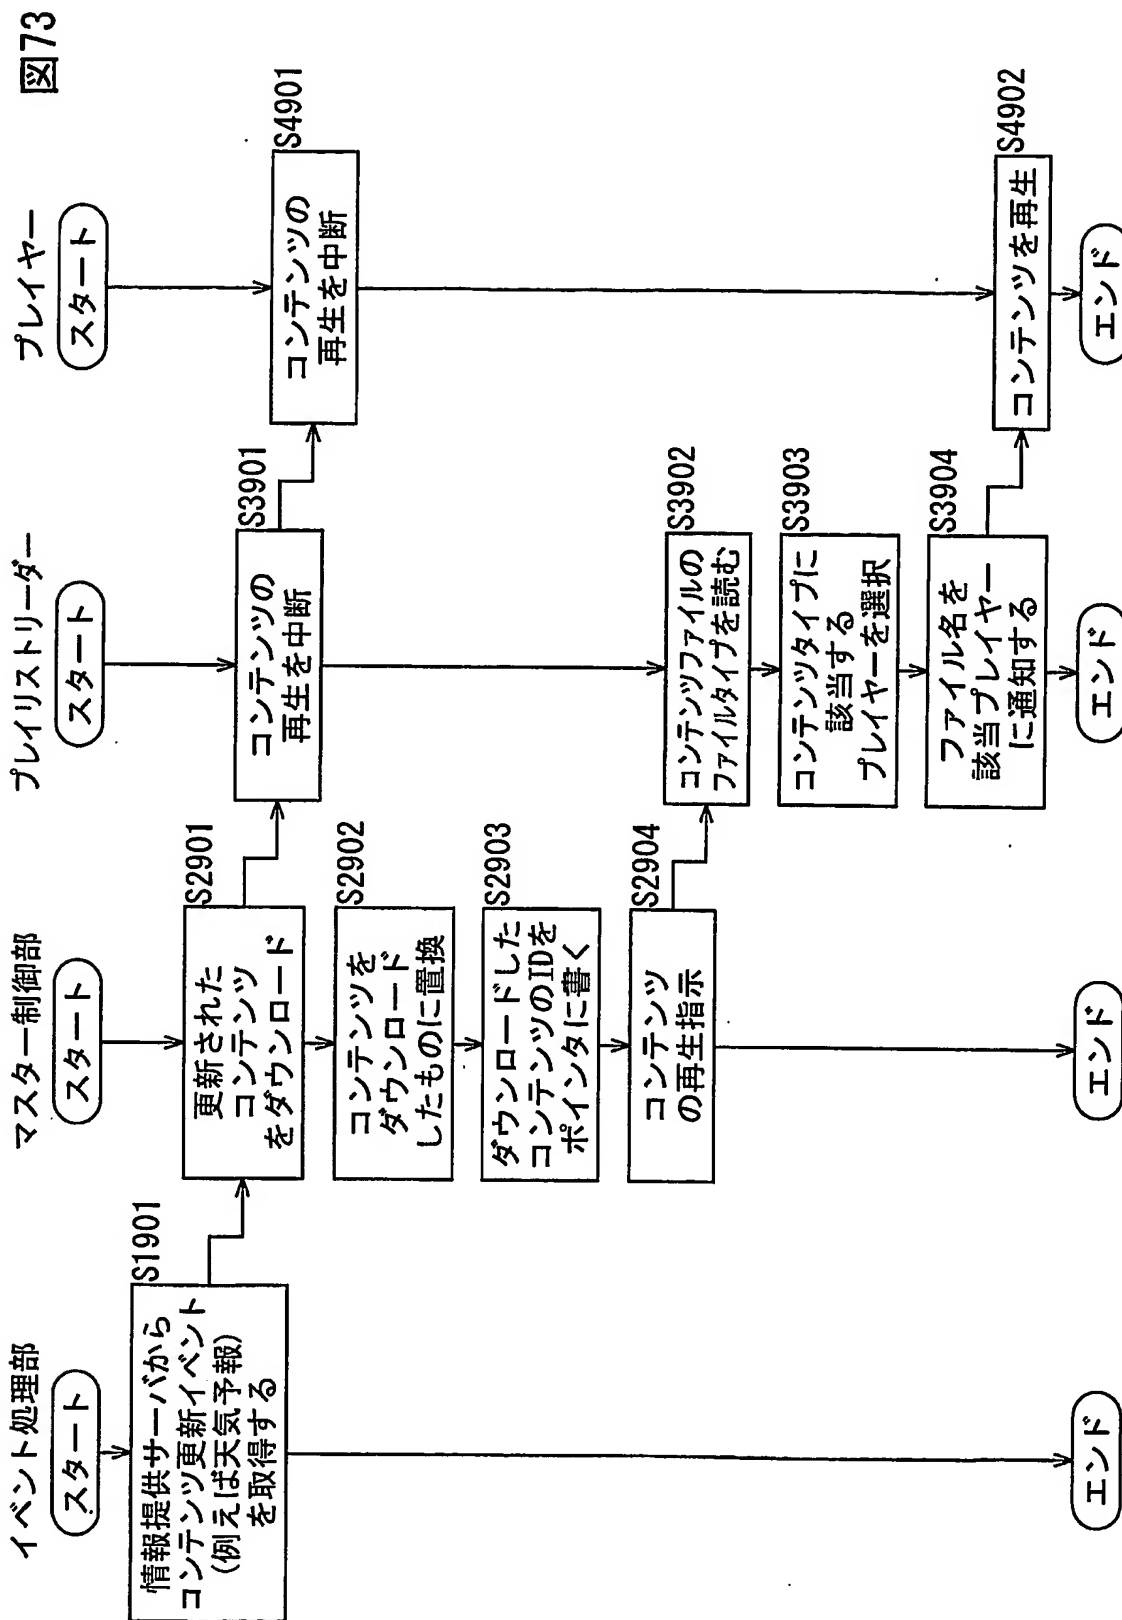 図73
イベント処理部
スタート
S1901
情報提供サーバから
コンテンツ更新イベント
(例えば天気予報)
を取得する
エンド
マスター制御部
スタート
S2901
更新された
コンテンツ
をダウンロード
S2902
コンテンツを
ダウンロード
したものに置換
S2903
ダウンロードした
コンテンツのIDを
ポインタに書く
S2904
コンテンツ
の再生指示
エンド
プレイリストリーダー
スタート
S3901
コンテンツの
再生を中断
S3902
コンテンツファイルの
ファイルタイプを読む
S3903
コンテンツタイプに
該当する
プレイヤーを選択
S3904
ファイル名を
該当プレイヤー
に通知する
エンド
プレイヤー
スタート
S4901
コンテンツの
再生を中断
S4902
コンテンツを再生
エンド